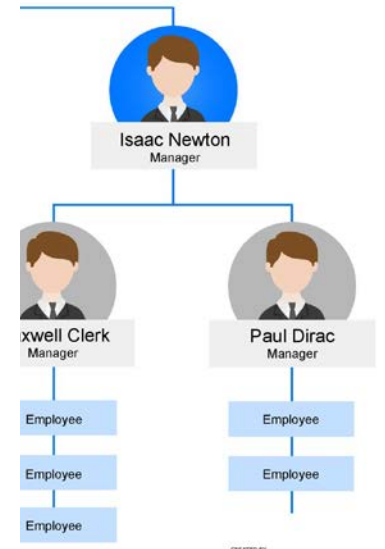 Isaac Newton
Manager
xwell Clerk
Manager
Paul Dirac
Manager
Employee
Employee
Employee
Employee
Employee